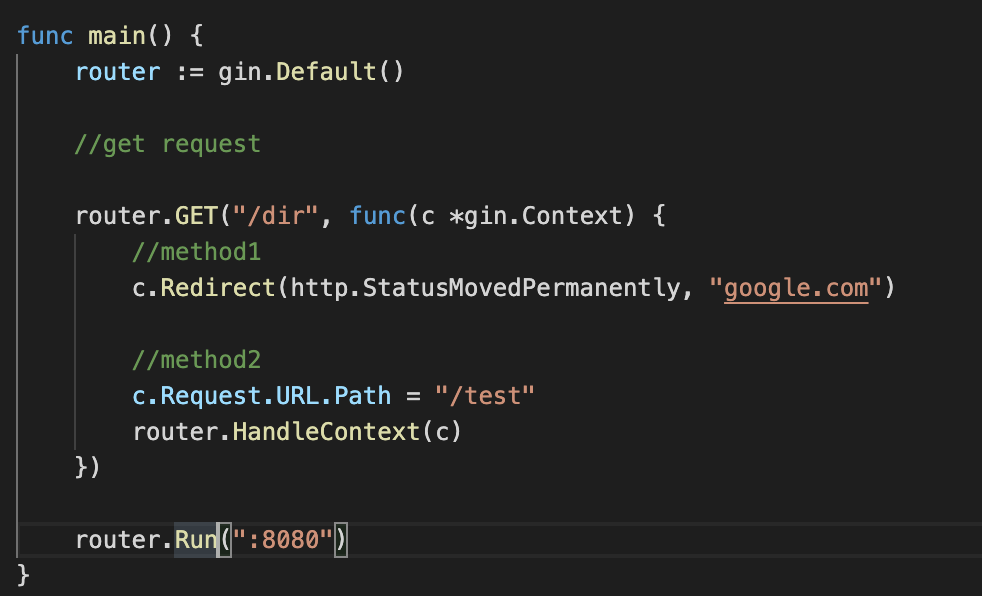 func main() {
    router := gin.Default()

    //get request

    router.GET("/dir", func(c *gin.Context) {
        //method1
        c.Redirect(http.StatusMovedPermanently, "google.com")

        //method2
        c.Request.URL.Path = "/test"
        router.HandleContext(c)
    })

    router.Run(":8080")
}